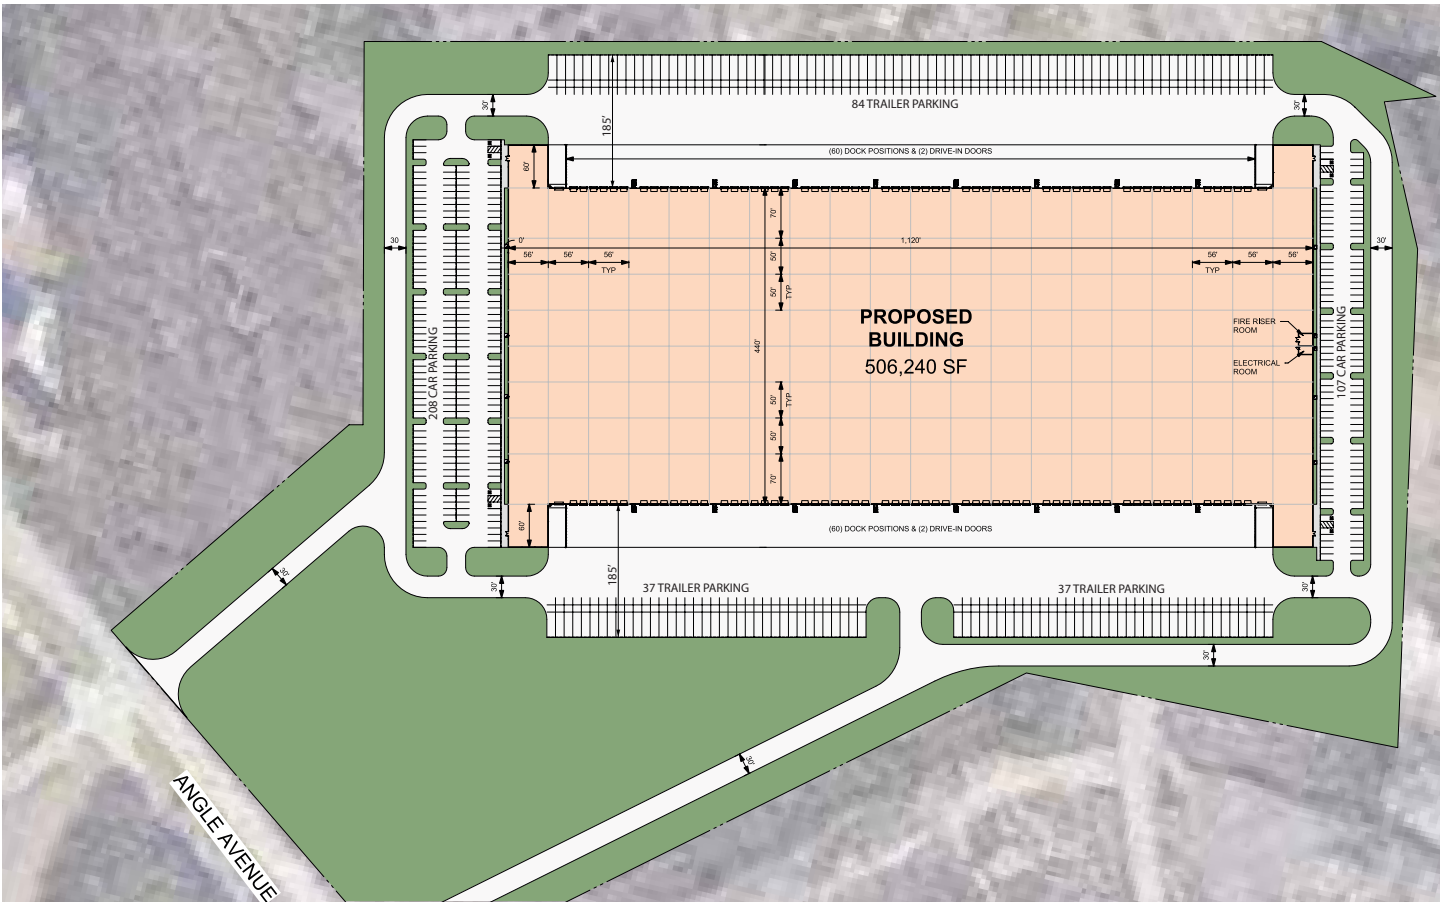 84 TRAILER PARKING
30'
30'
185'
(60) DOCK POSITIONS & (2) DRIVE-IN DOORS
60'
70'
30
0'
1,120'
30'
56'
56'
56'
TYP
50'
56'
56'
56'
TYP
50'
TYP
PROPOSED
BUILDING
506,240 SF
FIRE RISER
ROOM
ELECTRICAL
ROOM
440'
208 CAR PARKING
107 CAR PARKING
50'
TYP
50'
70'
60'
(60) DOCK POSITIONS & (2) DRIVE-IN DOORS
30'
185'
30'
37 TRAILER PARKING
37 TRAILER PARKING
30'
30'
30'
ANGLE AVENUE